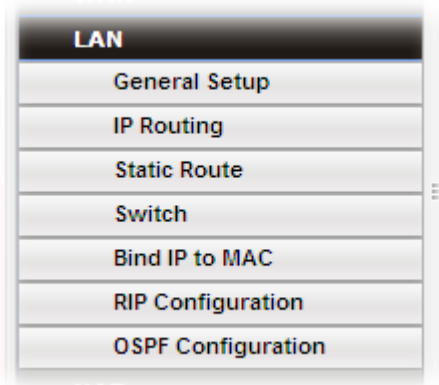 LAN
General Setup
IP Routing
Static Route
Switch
Bind IP to MAC
RIP Configuration
OSPF Configuration